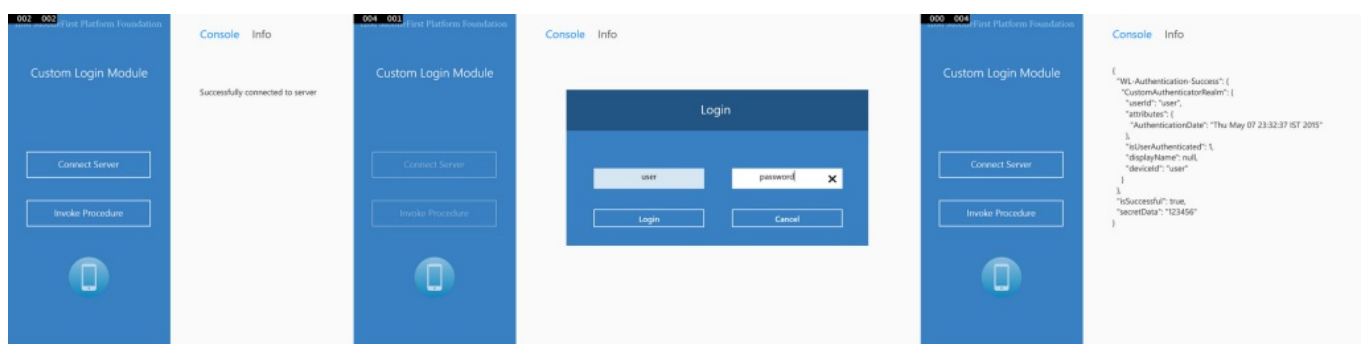 002 002
First Platform Foundation
Custom Login Module
Connect Server
Invoke Procedure
Console Info
Successfully connected to server
004 001
First Platform Foundation
Custom Login Module
Connect Server
Invoke Procedure
Console Info
Login
user password
Login Cancel
000 004
First Platform Foundation
Custom Login Module
Connect Server
Invoke Procedure
Console Info
{
"WL-Authentication-Success": {
"CustomAuthenticatorRealm": {
"userId": "user",
"attributes": {
"AuthenticationDate": "Thu May 07 23:32:37 IST 2015"
},
"isUserAuthenticated": 1,
"displayName": null,
"deviceId": "user"
}
},
"isSuccessful": true,
"secretData": "123456"
}